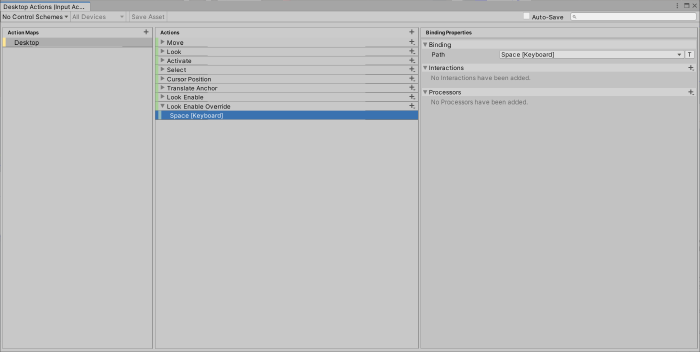 Desktop Actions (Input Ac...
No Control Schemes All Devices Save Asset Auto-Save
Action Maps
Desktop
Actions
Move
Look
Activate
Select
Cursor Position
Translate Anchor
Look Enable
Look Enable Override
Space [Keyboard]
Binding Properties
Binding
Path Space [Keyboard] T
Interactions
No Interactions have been added.
Processors
No Processors have been added.